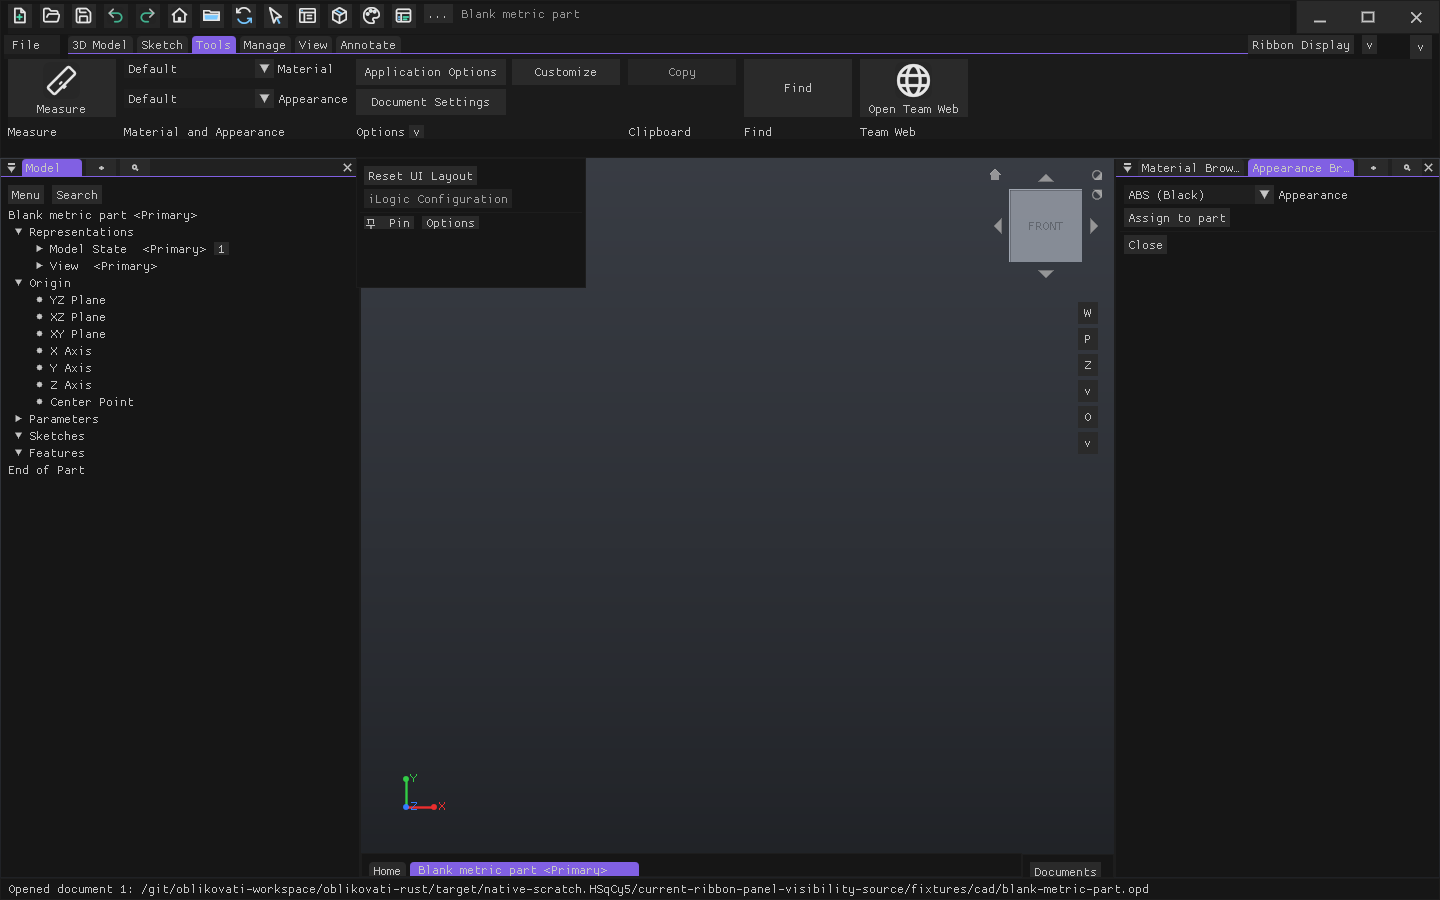 ... Blank metric part
File 3D Model Sketch Tools Manage View Annotate Ribbon Display v v
Default Material Application Options Customize Copy Find
Measure Default Appearance Document Settings Open Team Web
Measure Material and Appearance Options v Clipboard Find Team Web
Model Material Brow… Appearance Br…
Reset UI Layout
iLogic Configuration
Pin Options
Menu Search
Blank metric part <Primary>
Representations
Model State <Primary> 1
View <Primary>
Origin
YZ Plane
XZ Plane
XY Plane
X Axis
Y Axis
Z Axis
Center Point
Parameters
Sketches
Features
End of Part
FRONT
W
P
Z
v
O
v
ABS (Black) Appearance
Assign to part
Close
Y
Z X
Home Blank metric part <Primary> Documents
Opened document 1: /git/oblikovati-workspace/oblikovati-rust/target/native-scratch.HSqCy5/current-ribbon-panel-visibility-source/fixtures/cad/blank-metric-part.opd